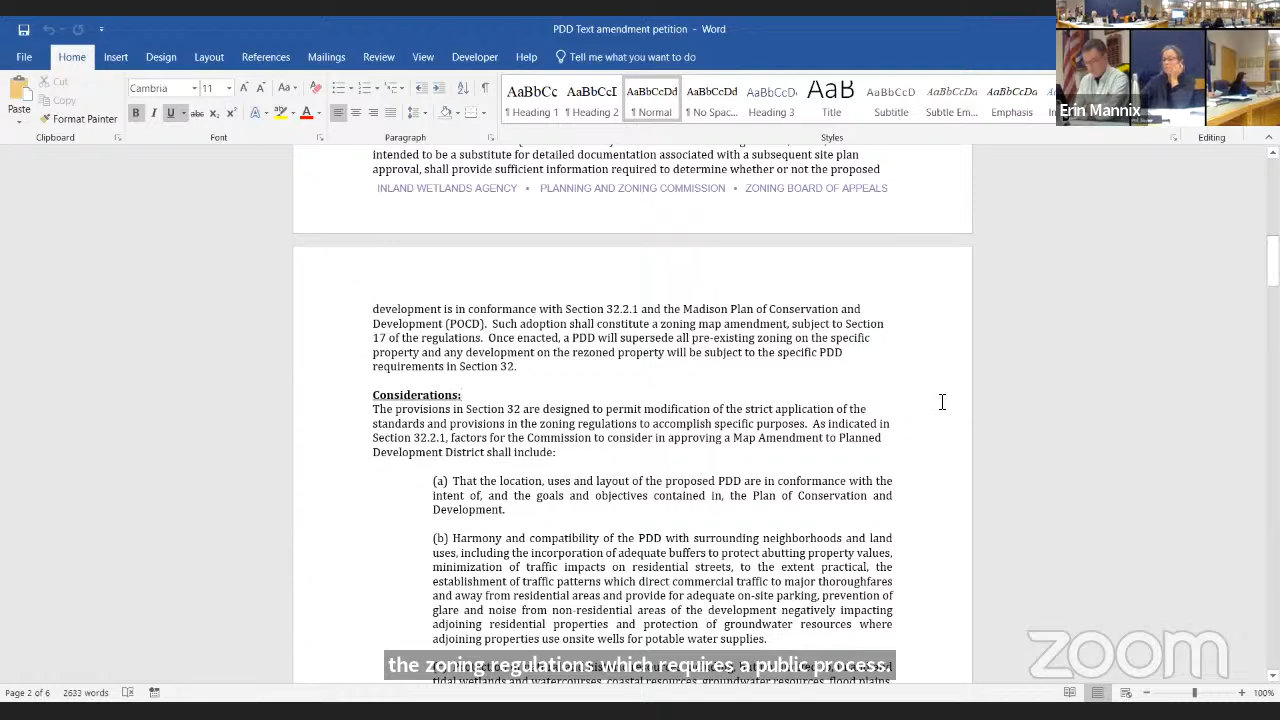 PDD Text amendment petition - Word
File Home Insert Design Layout References Mailings Review View Developer Help Tell me what you want to do
Cut
Copy
Format Painter
Paste
Cambria 11
AaBbCc AaBbCcI AaBbCcDd AaBbCcDd AaBbCcD AaB AaBbCcD AaBbCcDd AaBbCcDd
¶ Heading 1 ¶ Heading 2 ¶ Normal ¶ No Spac... Heading 3 Title Subtitle Subtle Em... Emphasis
Clipboard Font Paragraph Styles Editing
Erin Mannix
intended to be a substitute for detailed documentation associated with a subsequent site plan
approval, shall provide sufficient information required to determine whether or not the proposed
INLAND WETLANDS AGENCY • PLANNING AND ZONING COMMISSION • ZONING BOARD OF APPEALS
development is in conformance with Section 32.2.1 and the Madison Plan of Conservation and
Development (POCD). Such adoption shall constitute a zoning map amendment, subject to Section
17 of the regulations. Once enacted, a PDD will supersede all pre-existing zoning on the specific
property and any development on the rezoned property will be subject to the specific PDD
requirements in Section 32.
Considerations:
The provisions in Section 32 are designed to permit modification of the strict application of the
standards and provisions in the zoning regulations to accomplish specific purposes. As indicated in
Section 32.2.1, factors for the Commission to consider in approving a Map Amendment to Planned
Development District shall include:
(a) That the location, uses and layout of the proposed PDD are in conformance with the
intent of, and the goals and objectives contained in, the Plan of Conservation and
Development.
(b) Harmony and compatibility of the PDD with surrounding neighborhoods and land
uses, including the incorporation of adequate buffers to protect abutting property values,
minimization of traffic impacts on residential streets, to the extent practical, the
establishment of traffic patterns which direct commercial traffic to major thoroughfares
and away from residential areas and provide for adequate on-site parking, prevention of
glare and noise from non-residential areas of the development negatively impacting
adjoining residential properties and protection of groundwater resources where
adjoining properties use onsite wells for potable water supplies.
the zoning regulations which requires a public process.
tidal wetlands and watercourses, coastal resources, groundwater resources, flood plains,
zoom
Page 2 of 6 2633 words 100%